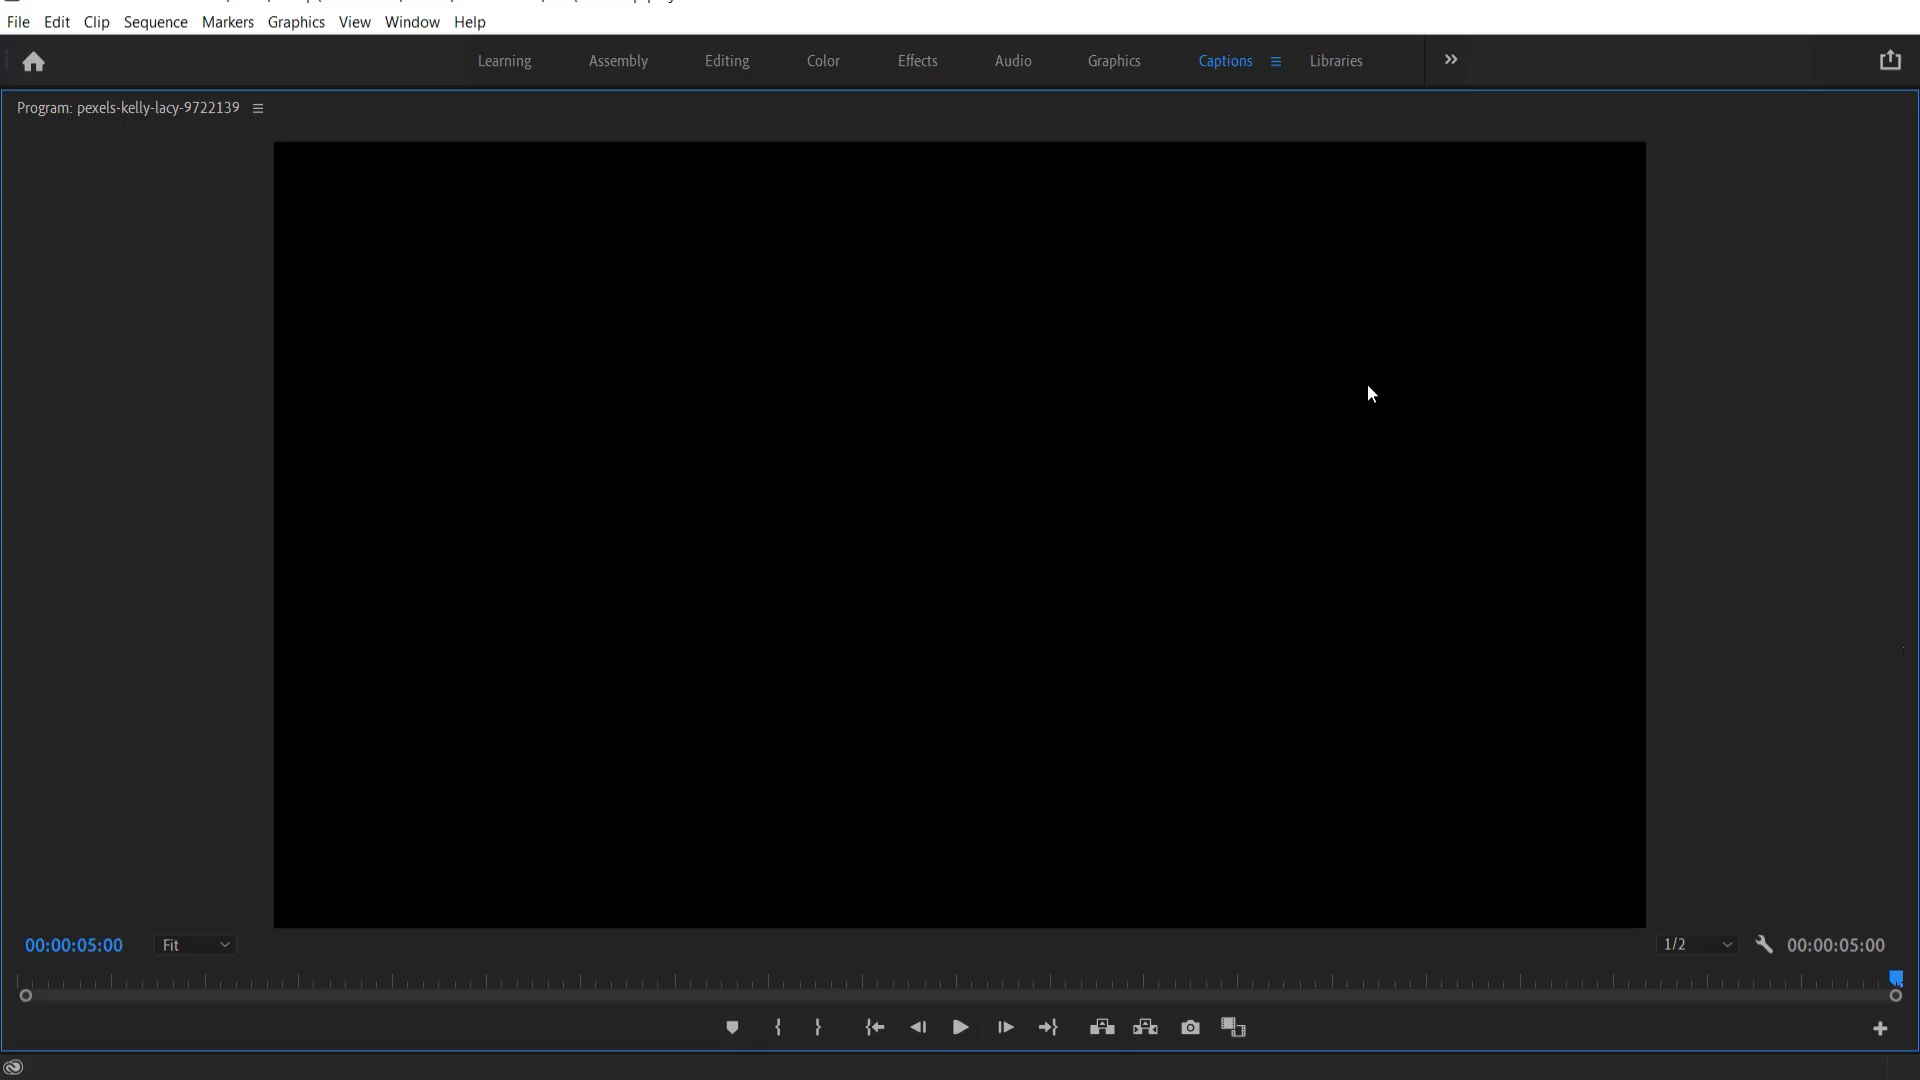 File Edit Clip Sequence Markers Graphics View Window Help
Learning Assembly Editing Color Effects Audio Graphics Captions Libraries
Program: pexels-kelly-lacy-9722139
00:00:05:00 Fit 1/2 00:00:05:00